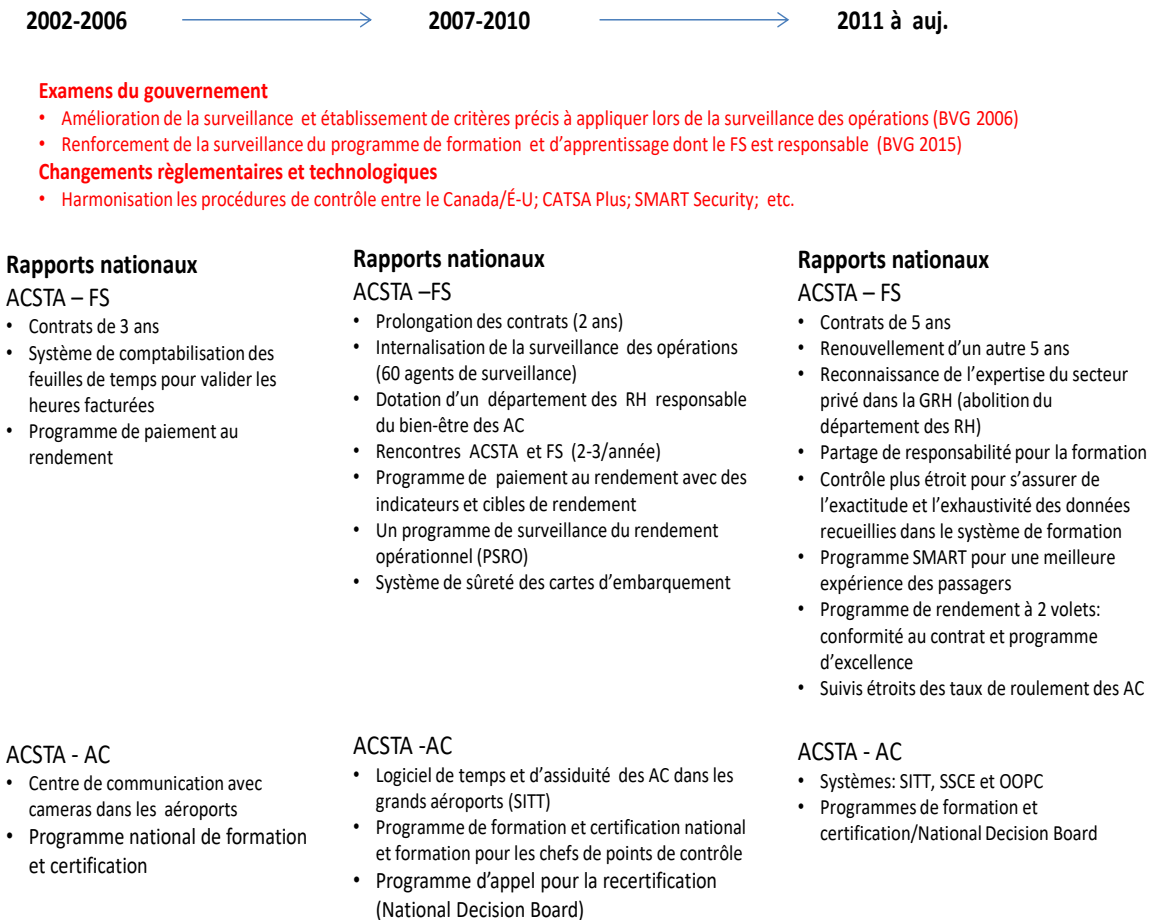 2002-2006
2007-2010
2011 à auj.
Examens du gouvernement
• Amélioration de la surveillance et établissement de critères précis à appliquer lors de la surveillance des opérations (BVG 2006)
• Renforcement de la surveillance du programme de formation et d'apprentissage dont le FS est responsable (BVG 2015)
Changements règlementaires et technologiques
• Harmonisation les procédures de contrôle entre le Canada/É-U; CATSA Plus; SMART Security; etc.
Rapports nationaux
ACSTA – FS
• Contrats de 3 ans
• Système de comptabilisation des
feuilles de temps pour valider les
heures facturées
• Programme de paiement au
rendement
ACSTA - AC
• Centre de communication avec
cameras dans les aéroports
• Programme national de formation
et certification
Rapports nationaux
ACSTA –FS
• Prolongation des contrats (2 ans)
• Internalisation de la surveillance des opérations
(60 agents de surveillance)
• Dotation d'un département des RH responsable
du bien-être des AC
• Rencontres ACSTA et FS (2-3/année)
• Programme de paiement au rendement avec des
indicateurs et cibles de rendement
• Un programme de surveillance du rendement
opérationnel (PSRO)
• Système de sûreté des cartes d'embarquement
ACSTA -AC
• Logiciel de temps et d'assiduité des AC dans les
grands aéroports (SITT)
• Programme de formation et certification national
et formation pour les chefs de points de contrôle
• Programme d'appel pour la recertification
(National Decision Board)
Rapports nationaux
ACSTA – FS
• Contrats de 5 ans
• Renouvellement d'un autre 5 ans
• Reconnaissance de l'expertise du secteur
privé dans la GRH (abolition du
département des RH)
• Partage de responsabilité pour la formation
• Contrôle plus étroit pour s'assurer de
l'exactitude et l'exhaustivité des données
recueillies dans le système de formation
• Programme SMART pour une meilleure
expérience des passagers
• Programme de rendement à 2 volets:
conformité au contrat et programme
d'excellence
• Suivis étroits des taux de roulement des AC
ACSTA - AC
• Systèmes: SITT, SSCE et OOPC
• Programmes de formation et
certification/National Decision Board